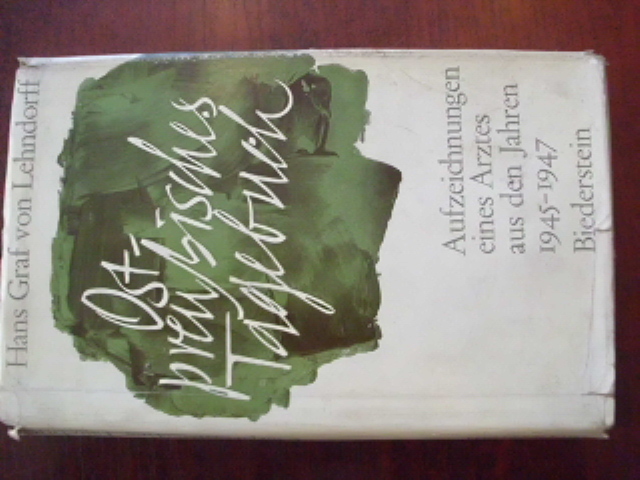 Hans Graf von Lehndorff
Ost-
preußisches
Tagebuch
Aufzeichnungen
eines Arztes
aus den Jahren
1945-1947
Biederstein